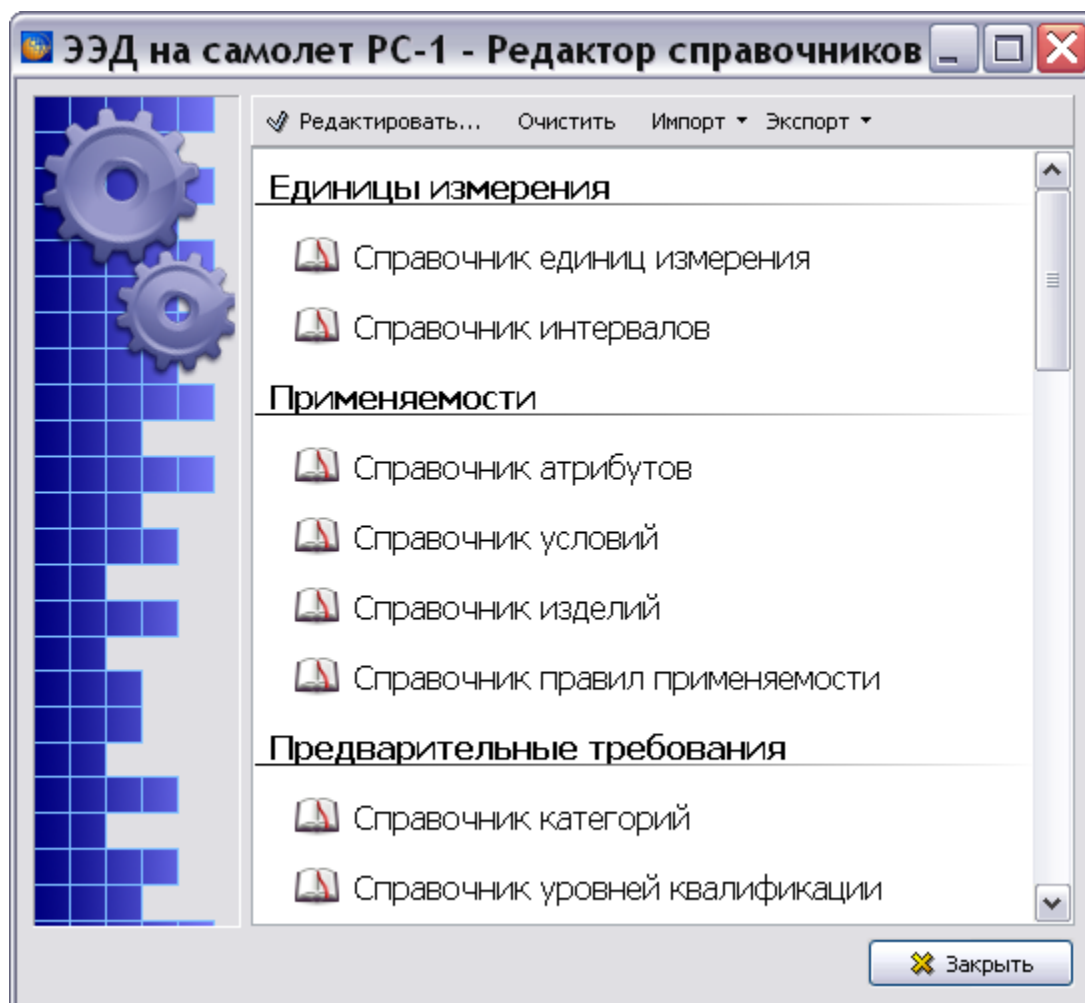 ЭЭД на самолет РС-1 - Редактор справочников
Редактировать... Очистить Импорт Экспорт
Единицы измерения
Справочник единиц измерения
Справочник интервалов
Применяемости
Справочник атрибутов
Справочник условий
Справочник изделий
Справочник правил применяемости
Предварительные требования
Справочник категорий
Справочник уровней квалификации
Закрыть